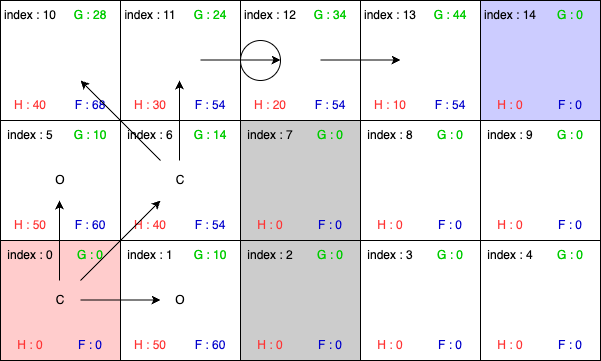 index : 10 G : 28 index : 11 G : 24 index : 12 G : 34 index : 13 G : 44 index : 14 G : 0
H : 40 F : 68 H : 30 F : 54 H : 20 F : 54 H : 10 F : 54 H : 0 F : 0
index : 5 G : 10 index : 6 G : 14 index : 7 G : 0 index : 8 G : 0 index : 9 G : 0
O C
H : 50 F : 60 H : 40 F : 54 H : 0 F : 0 H : 0 F : 0 H : 0 F : 0
index : 0 G : 0 index : 1 G : 10 index : 2 G : 0 index : 3 G : 0 index : 4 G : 0
C O
H : 0 F : 0 H : 50 F : 60 H : 0 F : 0 H : 0 F : 0 H : 0 F : 0